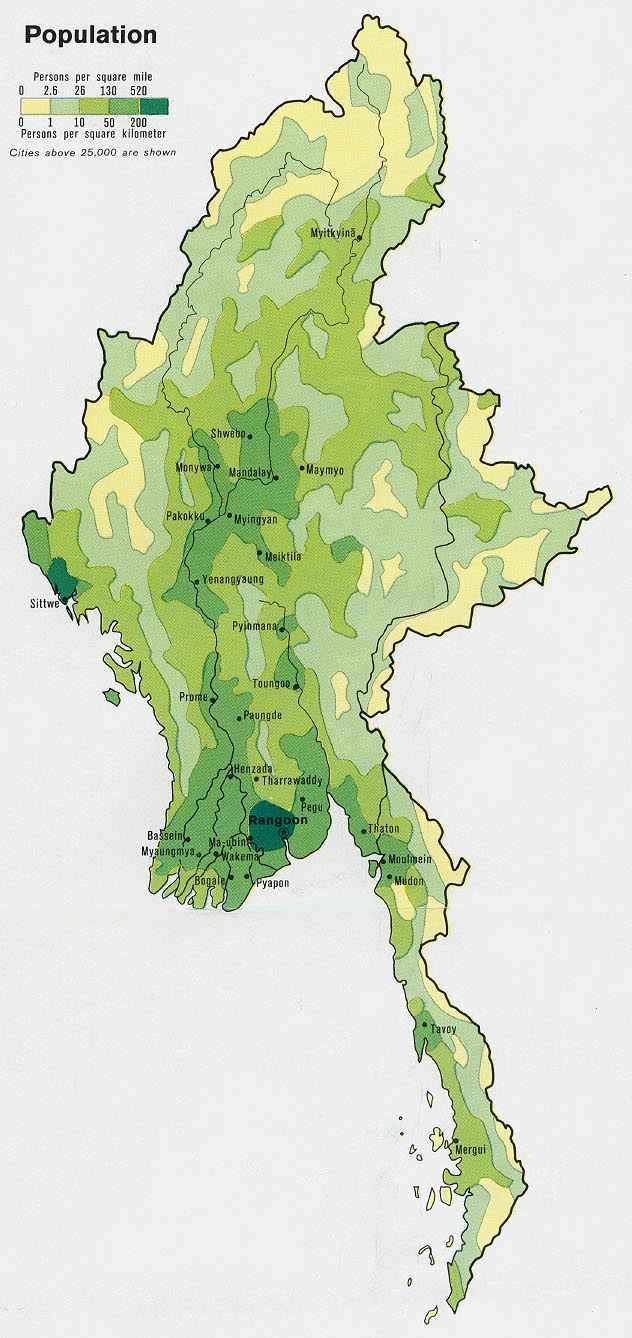 Population
Persons per square mile
0 2.6 26 130 520
0 1 10 50 200
Persons per square kilometer
Cities above 25,000 are shown
Myitkyinā
Shwebo
Monywa
Mandalay
Maymyo
Pakokku
Myingyan
Meiktila
Yenangyaung
Sittwe
Pyinmana
Toungoo
Prome
Paungde
Henzada
Tharrawaddy
Pegu
Rangoon
Bassein
Ma-ubin
Thaton
Myaungmya
Wakema
Moulmein
Bogale
Pyapon
Mudon
Tavoy
Mergui